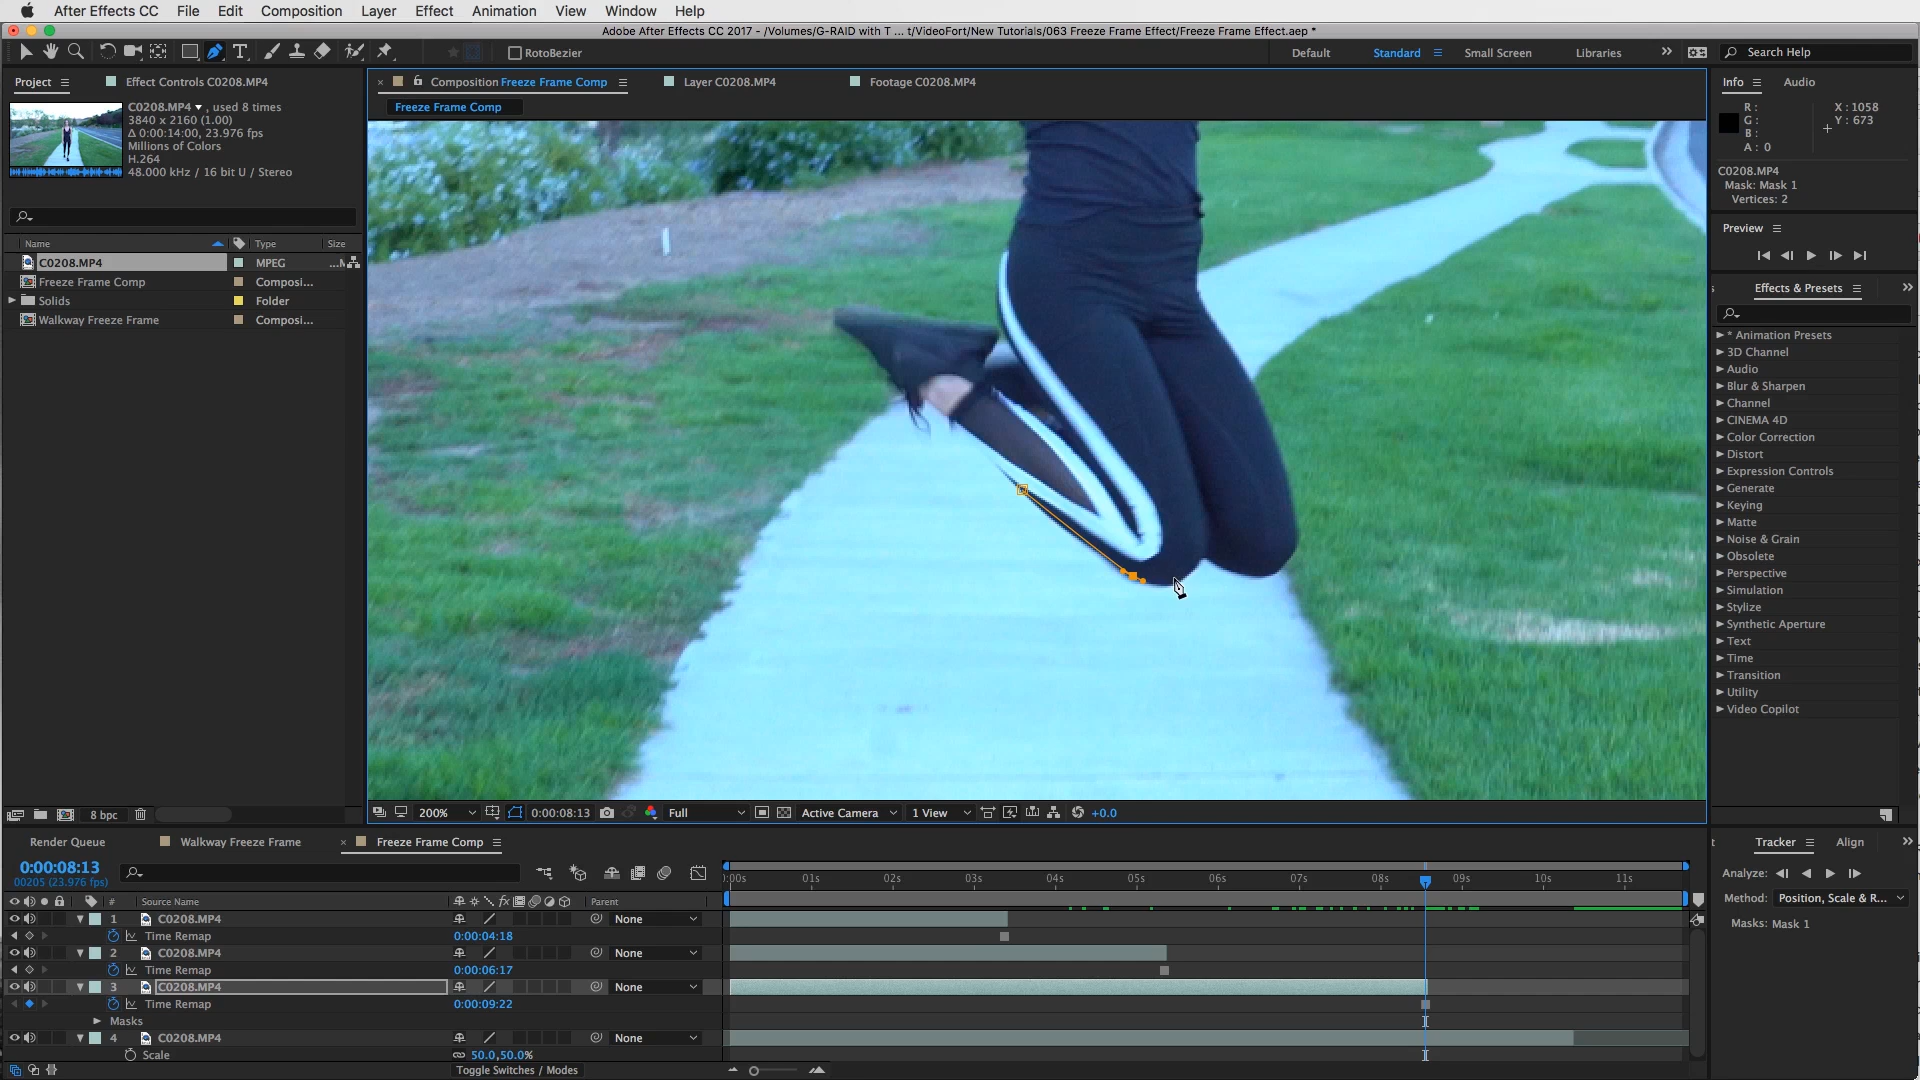 After Effects CC File Edit Composition Layer Effect Animation View Window Help
Adobe After Effects CC 2017 - /Volumes/G-RAID with T ... t/VideoFort/New Tutorials/063 Freeze Frame Effect/Freeze Frame Effect.aep *
RotoBezier Default Standard Small Screen Libraries Search Help
Project Effect Controls C0208.MP4
C0208.MP4 , used 8 times
3840 x 2160 (1.00)
Δ 0:00:14:00, 23.976 fps
Millions of Colors
H.264
48.000 kHz / 16 bit U / Stereo
Name Type Size
C0208.MP4 MPEG ...
Freeze Frame Comp Composi...
Solids Folder
Walkway Freeze Frame Composi...
8 bpc
Composition Freeze Frame Comp Layer C0208.MP4 Footage C0208.MP4
Freeze Frame Comp
200% 0:00:08:13 Full Active Camera 1 View +0.0
Info Audio
R :
G :
B :
A : 0
X : 1058
Y : 673
C0208.MP4
Mask: Mask 1
Vertices: 2
Preview
Effects & Presets
* Animation Presets
3D Channel
Audio
Blur & Sharpen
Channel
CINEMA 4D
Color Correction
Distort
Expression Controls
Generate
Keying
Matte
Noise & Grain
Obsolete
Perspective
Simulation
Stylize
Synthetic Aperture
Text
Time
Transition
Utility
Video Copilot
Render Queue Walkway Freeze Frame Freeze Frame Comp
0:00:08:13
00205 (23.976 fps)
:00s 01s 02s 03s 04s 05s 06s 07s 08s 09s 10s 11s
# Source Name fx Parent
1 C0208.MP4 None
Time Remap 0:00:04:18
2 C0208.MP4 None
Time Remap 0:00:06:17
3 C0208.MP4 None
Time Remap 0:00:09:22
Masks
4 C0208.MP4 None
Scale 50.0,50.0%
Toggle Switches / Modes
Tracker Align
Analyze:
Method: Position, Scale & R...
Masks: Mask 1